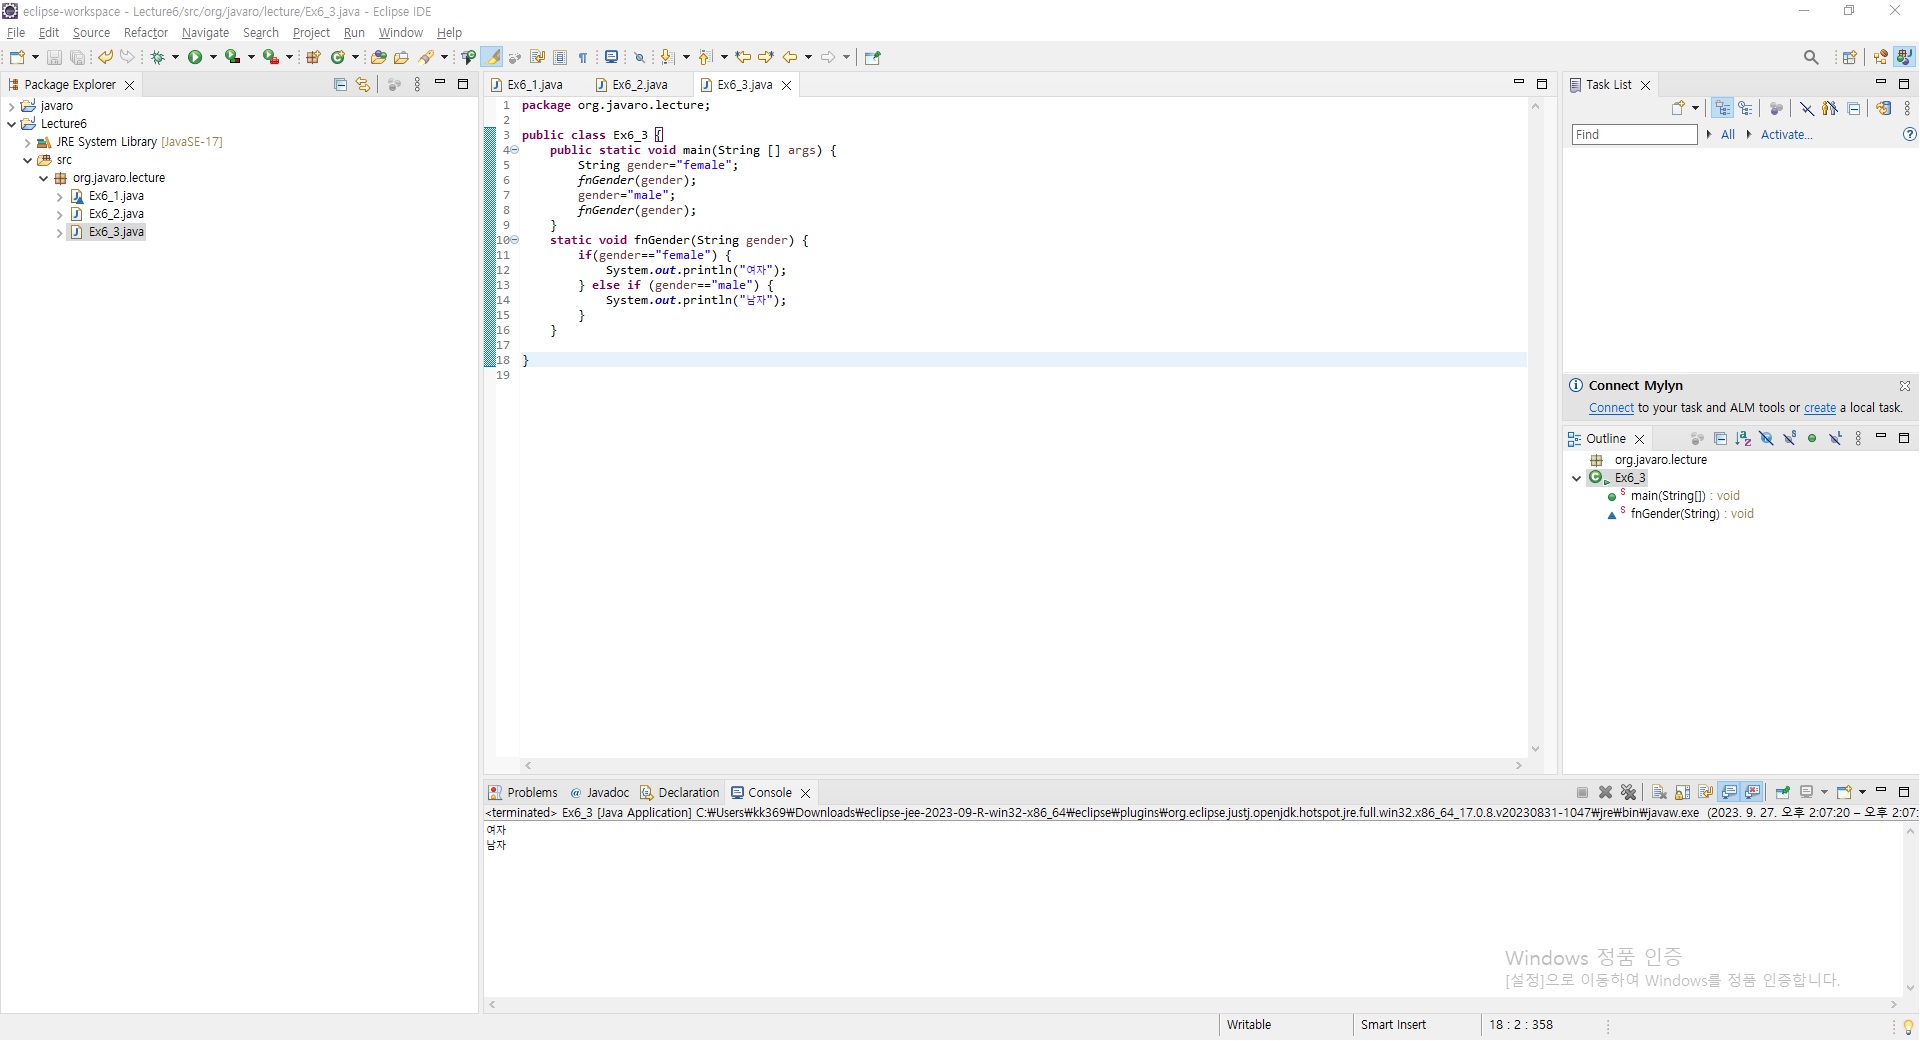 eclipse-workspace - Lecture6/src/org/javaro/lecture/Ex6_3.java - Eclipse IDE
File Edit Source Refactor Navigate Search Project Run Window Help
Package Explorer
javaro
Lecture6
JRE System Library [JavaSE-17]
src
org.javaro.lecture
Ex6_1.java
Ex6_2.java
Ex6_3.java
Ex6_1.java Ex6_2.java Ex6_3.java
1 package org.javaro.lecture;
2
3 public class Ex6_3 {
4 public static void main(String [] args) {
5 String gender="female";
6 fnGender(gender);
7 gender="male";
8 fnGender(gender);
9 }
10 static void fnGender(String gender) {
11 if(gender=="female") {
12 System.out.println("여자");
13 } else if (gender=="male") {
14 System.out.println("남자");
15 }
16 }
17
18 }
19
Task List
Find All Activate...
Connect Mylyn
Connect to your task and ALM tools or create a local task.
Outline
org.javaro.lecture
Ex6_3
main(String[]) : void
fnGender(String) : void
Problems @ Javadoc Declaration Console
<terminated> Ex6_3 [Java Application] C:₩Users₩kk369₩Downloads₩eclipse-jee-2023-09-R-win32-x86_64₩eclipse₩plugins₩org.eclipse.justj.openjdk.hotspot.jre.full.win32.x86_64_17.0.8.v20230831-1047₩jre₩bin₩javaw.exe (2023. 9. 27. 오후 2:07:20 – 오후 2:07:
여자
남자
Windows 정품 인증
[설정]으로 이동하여 Windows를 정품 인증합니다.
Writable Smart Insert 18 : 2 : 358